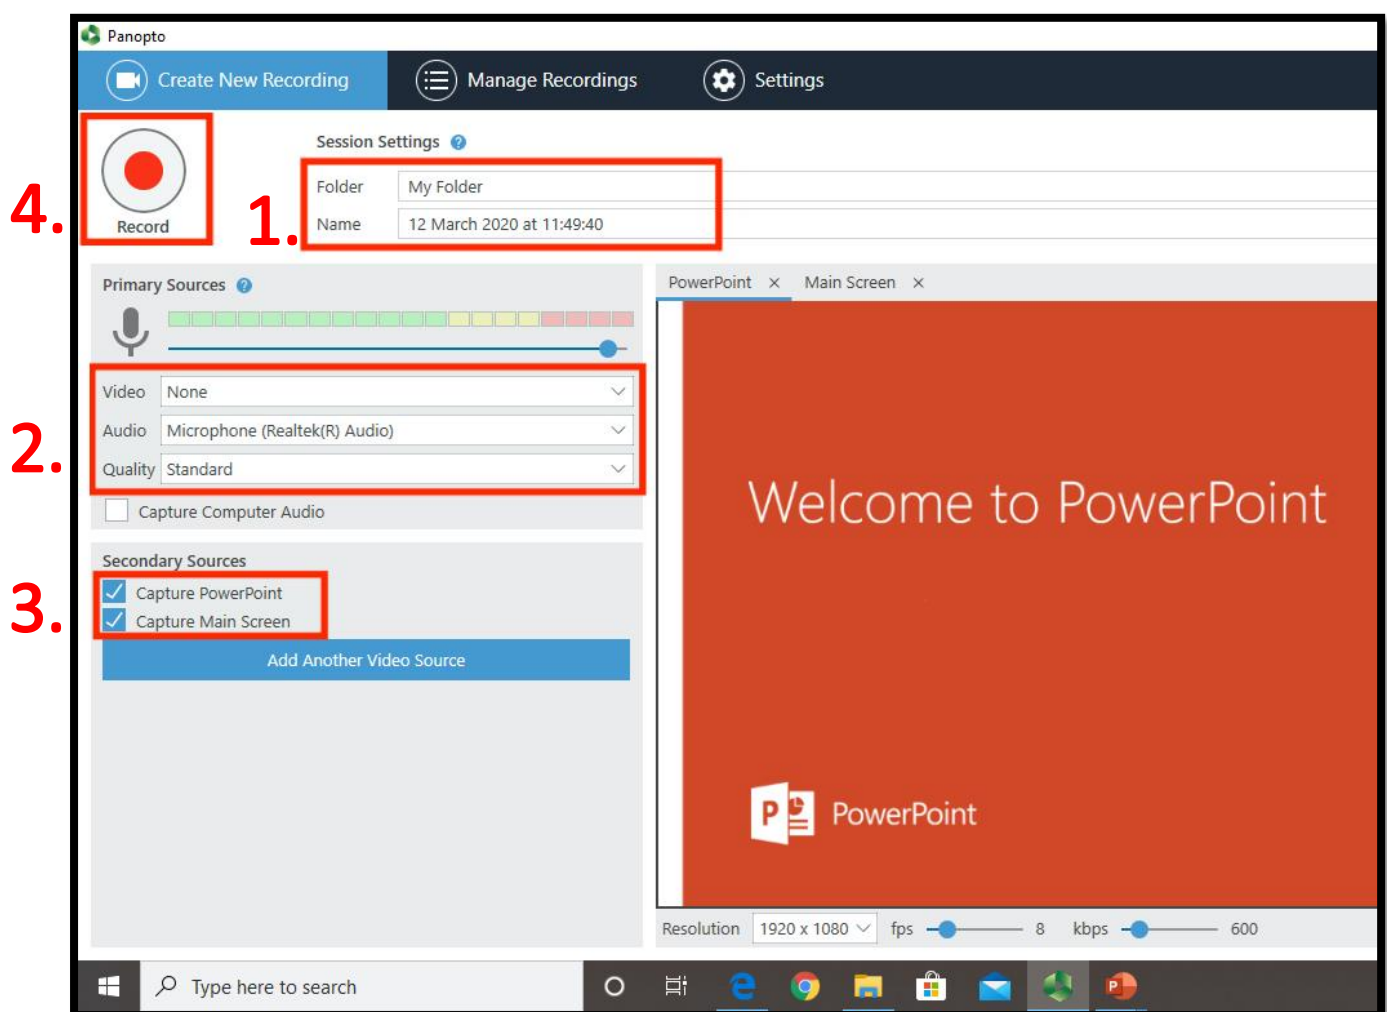 Panopto
Create New Recording
Manage Recordings
Settings
4.
Record
1.
Session Settings ?
Folder My Folder
Name 12 March 2020 at 11:49:40
Primary Sources ?
2.
Video None
Audio Microphone (Realtek(R) Audio)
Quality Standard
Capture Computer Audio
3.
Secondary Sources
Capture PowerPoint
Capture Main Screen
Add Another Video Source
PowerPoint × Main Screen ×
Welcome to PowerPoint
P PowerPoint
Resolution 1920 x 1080 fps 8 kbps 600
Type here to search
P